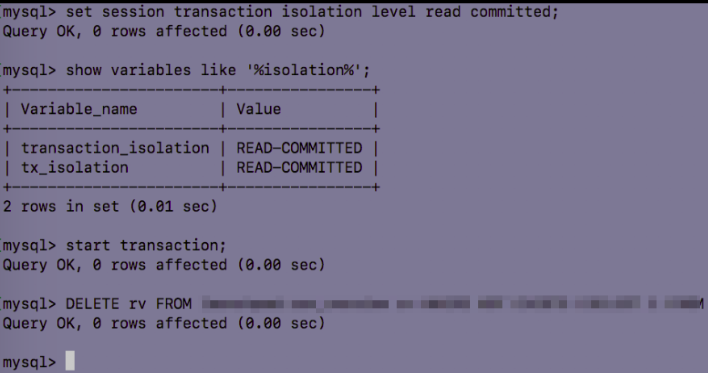 mysql> set session transaction isolation level read committed;
Query OK, 0 rows affected (0.00 sec)
mysql> show variables like '%isolation%';
+-----------------------+----------------+
| Variable_name | Value |
+-----------------------+----------------+
| transaction_isolation | READ-COMMITTED |
| tx_isolation | READ-COMMITTED |
+-----------------------+----------------+
2 rows in set (0.01 sec)
mysql> start transaction;
Query OK, 0 rows affected (0.00 sec)
mysql> DELETE rv FROM
Query OK, 0 rows affected (0.00 sec)
mysql>